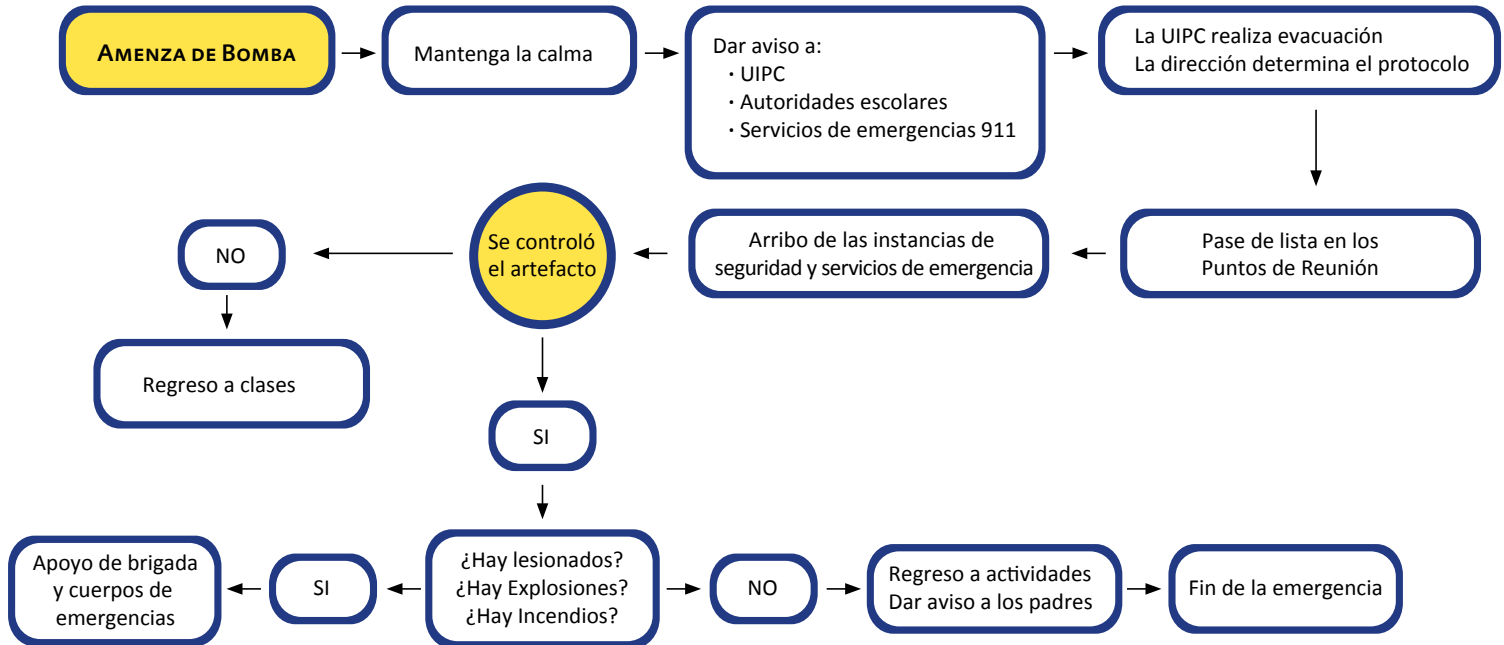 AMENZA DE BOMBA
Mantenga la calma
Dar aviso a:
· UIPC
· Autoridades escolares
· Servicios de emergencias 911
La UIPC realiza evacuación
La dirección determina el protocolo
Pase de lista en los
Puntos de Reunión
Arribo de las instancias de
seguridad y servicios de emergencia
Se controló
el artefacto
NO
Regreso a clases
SI
¿Hay lesionados?
¿Hay Explosiones?
¿Hay Incendios?
SI
Apoyo de brigada
y cuerpos de
emergencias
NO
Regreso a actividades
Dar aviso a los padres
Fin de la emergencia